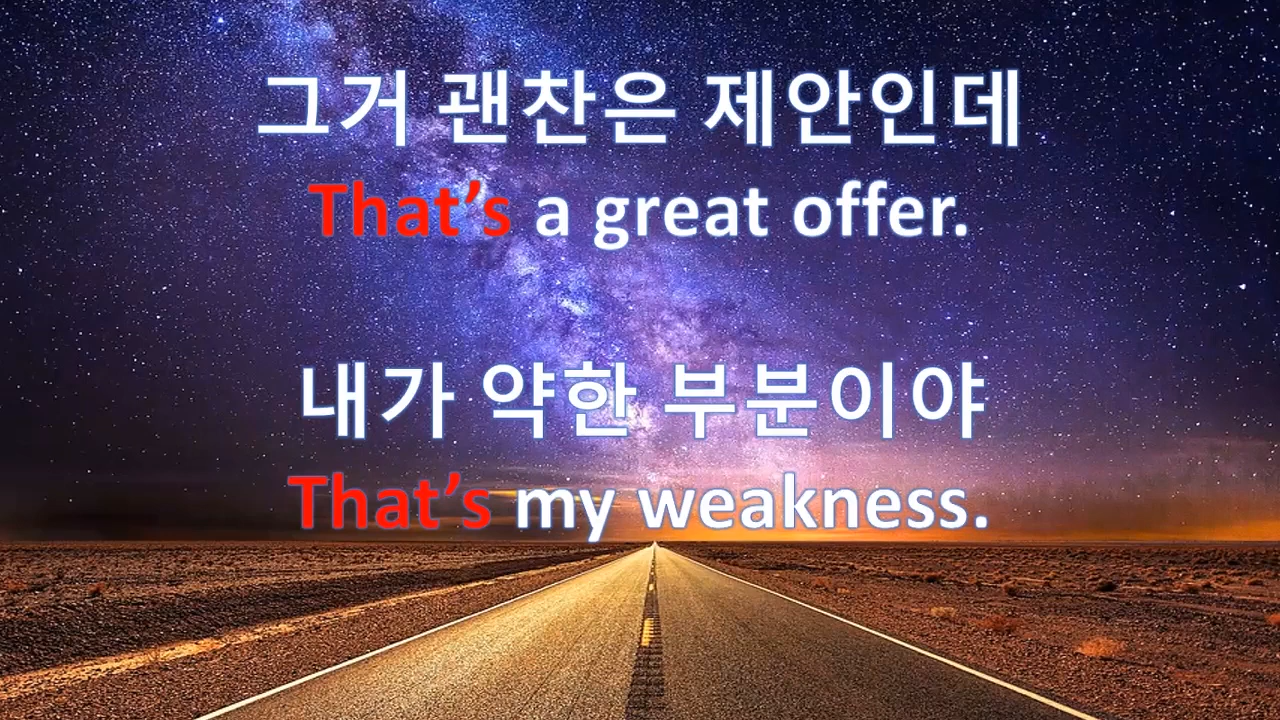 그거 괜찮은 제안인데
That’s a great offer.
내가 약한 부분이야
That’s my weakness.